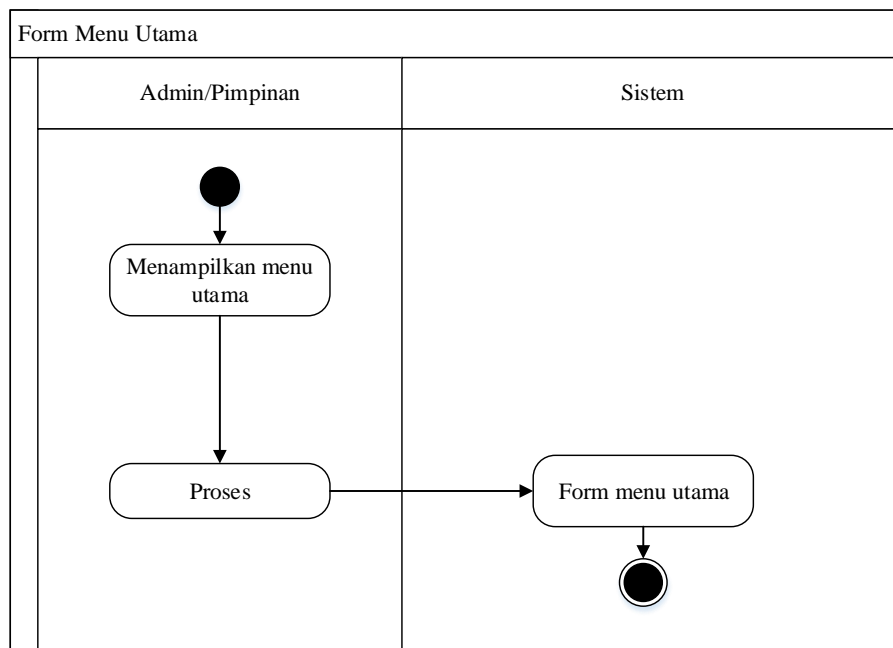 Form Menu Utama
Admin/Pimpinan
Sistem
Menampilkan menu
utama
Proses
Form menu utama